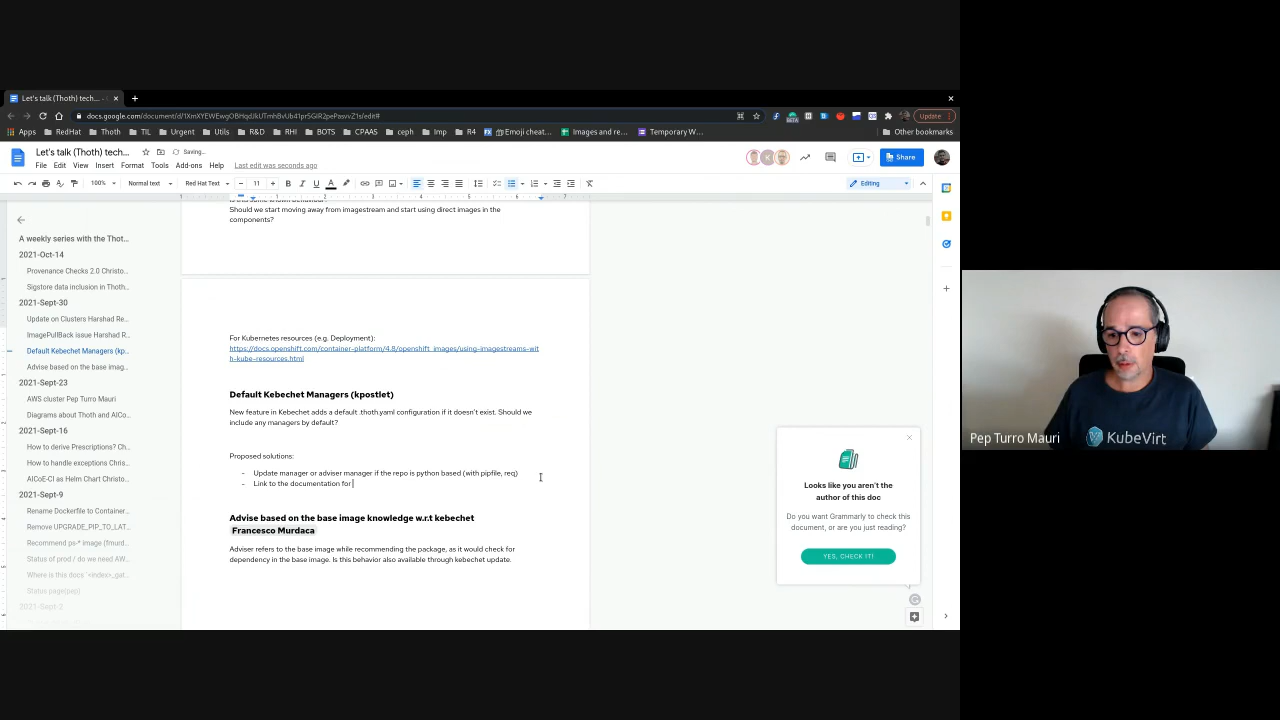 Let's talk (Thoth) tech...
docs.google.com/document/d/
Update
Apps
RedHat
Thoth
TIL
Urgent
Utils
R&D
RHI
BOTS
CPAAS
ceph
Imp
R4
Emoji cheat...
Images and re...
Temporary W...
Other bookmarks
Let's talk (Thoth) tech...
Saving...
File Edit View Insert Format Tools Add-ons Help
Last edit was seconds ago
Share
100%
Normal text
Red Hat Text
11
Editing
A weekly series with the Thot...
2021-Oct-14
Provenance Checks 2.0 Christo...
Sigstore data inclusion in Thoth...
2021-Sept-30
Update on Clusters Harshad Re...
ImagePullBack issue Harshad R...
Default Kebechet Managers (kp...
Advise based on the base imag...
2021-Sept-23
AWS cluster Pep Turro Mauri
Diagrams about Thoth and AICo...
2021-Sept-16
How to derive Prescriptions? Ch...
How to handle exceptions Chris...
AICoE-CI as Helm Chart Christo...
2021-Sept-9
Rename Dockerfile to Container...
Remove UPGRADE_PIP_TO_LAT...
Recommend ps-* image (fmurd...
Status of prod / do we need AW...
Where is this docs `<index>_gat...
Status page(pep)
2021-Sept-2
Should we start moving away from imagestream and start using direct images in the
components?
For Kubernetes resources (e.g. Deployment):
https://docs.openshift.com/container-platform/4.8/openshift_images/using-imagestreams-wit
h-kube-resources.html
Default Kebechet Managers (kpostlet)
New feature in Kebechet adds a default .thoth.yaml configuration if it doesn't exist. Should we
include any managers by default?
Proposed solutions:
- Update manager or adviser manager if the repo is python based (with pipfile, req)
- Link to the documentation for
Advise based on the base image knowledge w.r.t kebechet
Francesco Murdaca
Adviser refers to the base image while recommending the package, as it would check for
dependency in the base image. Is this behavior also available through kebechet update.
Looks like you aren't the
author of this doc
Do you want Grammarly to check this
document, or are you just reading?
YES, CHECK IT!
KubeVirt
Pep Turro Mauri